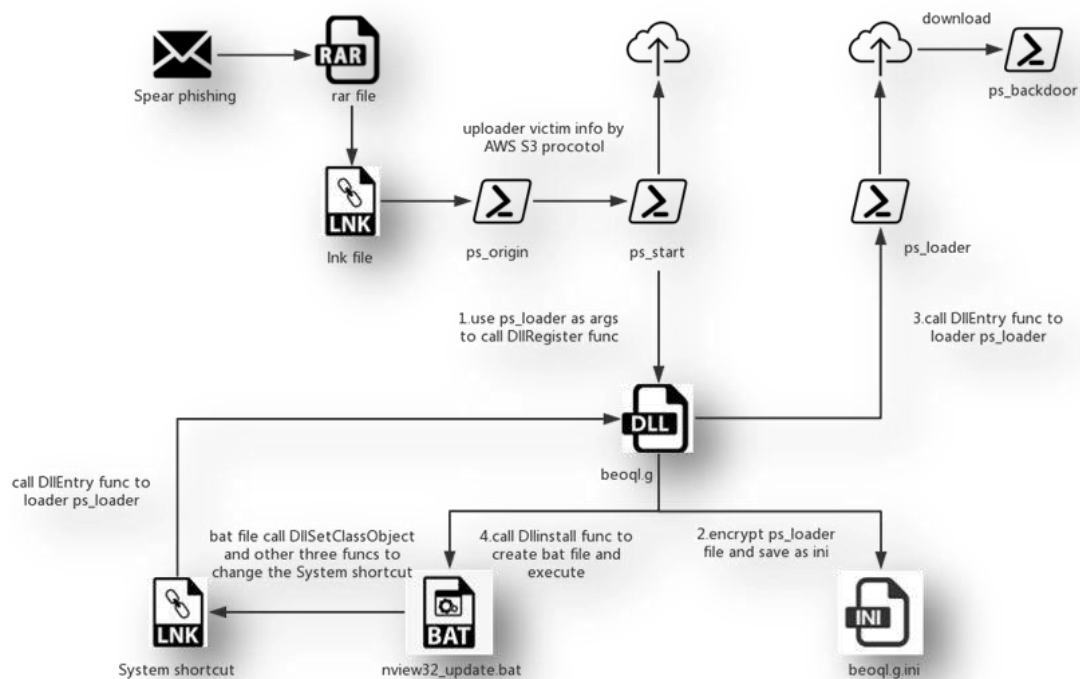 download
RAR
Spear phishing
rar file
ps_backdoor
uploader victim info by
AWS S3 procotol
LNK
lnk file
ps_origin
ps_start
ps_loader
1.use ps_loader as args
to call DllRegister func
3.call DllEntry func to
loader ps_loader
DLL
beoql.g
call DllEntry func to
loader ps_loader
bat file call DllSetClassObject
and other three funcs to
change the System shortcut
4.call Dllinstall func to
create bat file and
execute
2.encrypt ps_loader
file and save as ini
LNK
BAT
INI
System shortcut
nview32_update.bat
beoql.g.ini